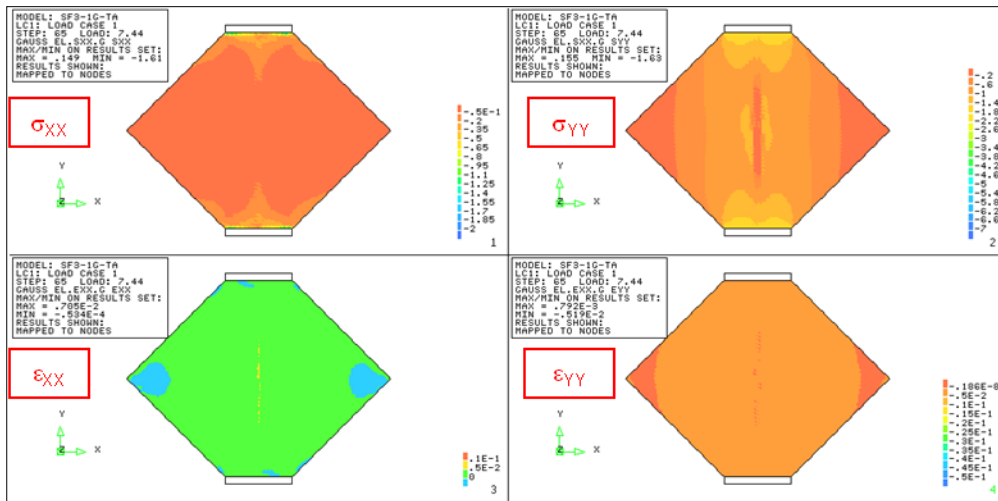 MODEL: SF3-1G-TA
LC1: LOAD CASE 1
STEP: 65 LOAD: 7.44
GAUSS EL.SXX.G SXX
MAX/MIN ON RESULTS SET:
MAX = .149 MIN = -1.61
RESULTS SHOWN:
MAPPED TO NODES
σXX
Y
Z X
-.5E-1
-.2
-.35
-.5
-.65
-.8
-.95
-1.1
-1.25
-1.4
-1.55
-1.7
-1.85
-2
1
MODEL: SF3-1G-TA
LC1: LOAD CASE 1
STEP: 65 LOAD: 7.44
GAUSS EL.SXX.G SYY
MAX/MIN ON RESULTS SET:
MAX = .155 MIN = -1.63
RESULTS SHOWN:
MAPPED TO NODES
σYY
Y
Z X
-.2
-.6
-1
-1.4
-1.8
-2.2
-2.6
-3
-3.4
-3.8
-4.2
-4.6
-5
-5.4
-5.8
-6.2
-6.6
-7
2
MODEL: SF3-1G-TA
LC1: LOAD CASE 1
STEP: 65 LOAD: 7.44
GAUSS EL.EXX.G EXX
MAX/MIN ON RESULTS SET:
MAX = .705E-2
MIN = -.534E-4
RESULTS SHOWN:
MAPPED TO NODES
εXX
Y
Z X
.1E-1
.5E-2
0
3
MODEL: SF3-1G-TA
LC1: LOAD CASE 1
STEP: 65 LOAD: 7.44
GAUSS EL.EXX.G EYY
MAX/MIN ON RESULTS SET:
MAX = .792E-3
MIN = -.519E-2
RESULTS SHOWN:
MAPPED TO NODES
εYY
Y
Z X
-.186E-8
-.5E-2
-.1E-1
-.15E-1
-.2E-1
-.25E-1
-.3E-1
-.35E-1
-.4E-1
-.45E-1
-.5E-1
4